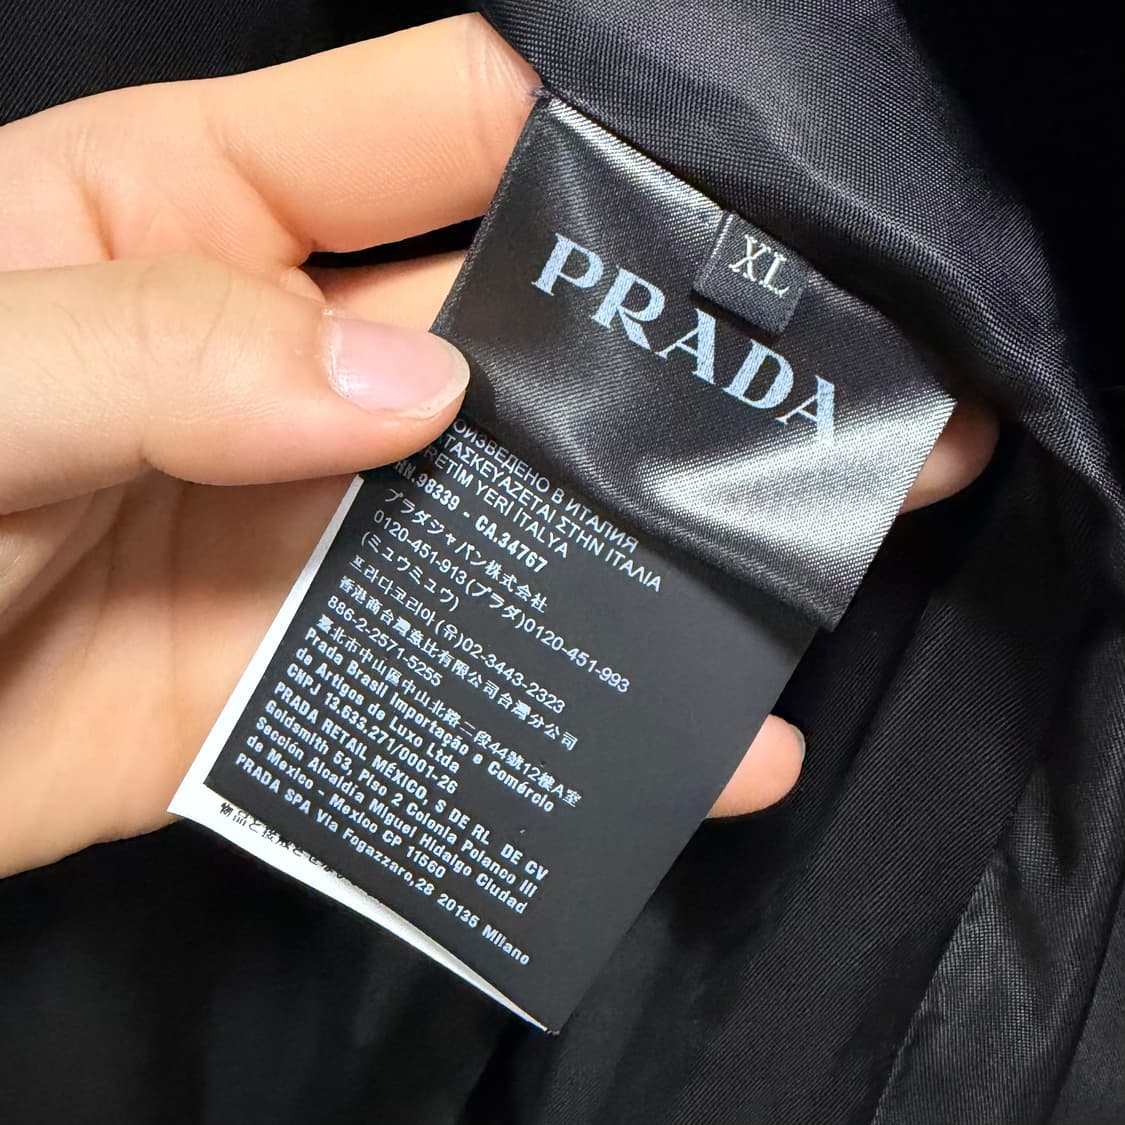 XL
PRADA
ОИЗВЕДЕНО В ИТАЛИЯ
ΤΑΣΚΕΥΑΖΕΤΑΙ ΣΤΗΝ ΙΤΑΛΙΑ
RETİM YERİ İTALYA
RN.98339 - CA.34767
プラダジャパン株式会社
0120-451-913(プラダ)0120-451-993
(ミュウミュウ)
프라다코리아(유)02-3443-2323
香港商台灣意比有限公司台灣分公司
886-2-2571-5255
臺北市中山區中山北路二段44號12樓A室
Prada Brasil Importação e Comércio
de Artigos de Luxo Ltda
CNPJ 13.633.271/0001-26
PRADA RETAIL MÉXICO, S DE RL DE CV
Goldsmith 53, Piso 2 Colonia Polanco III
Sección Alcaldía Miguel Hidalgo Ciudad
de Mexico - Mexico CP 11560
PRADA SPA Via Fogazzaro,28 20135 Milano